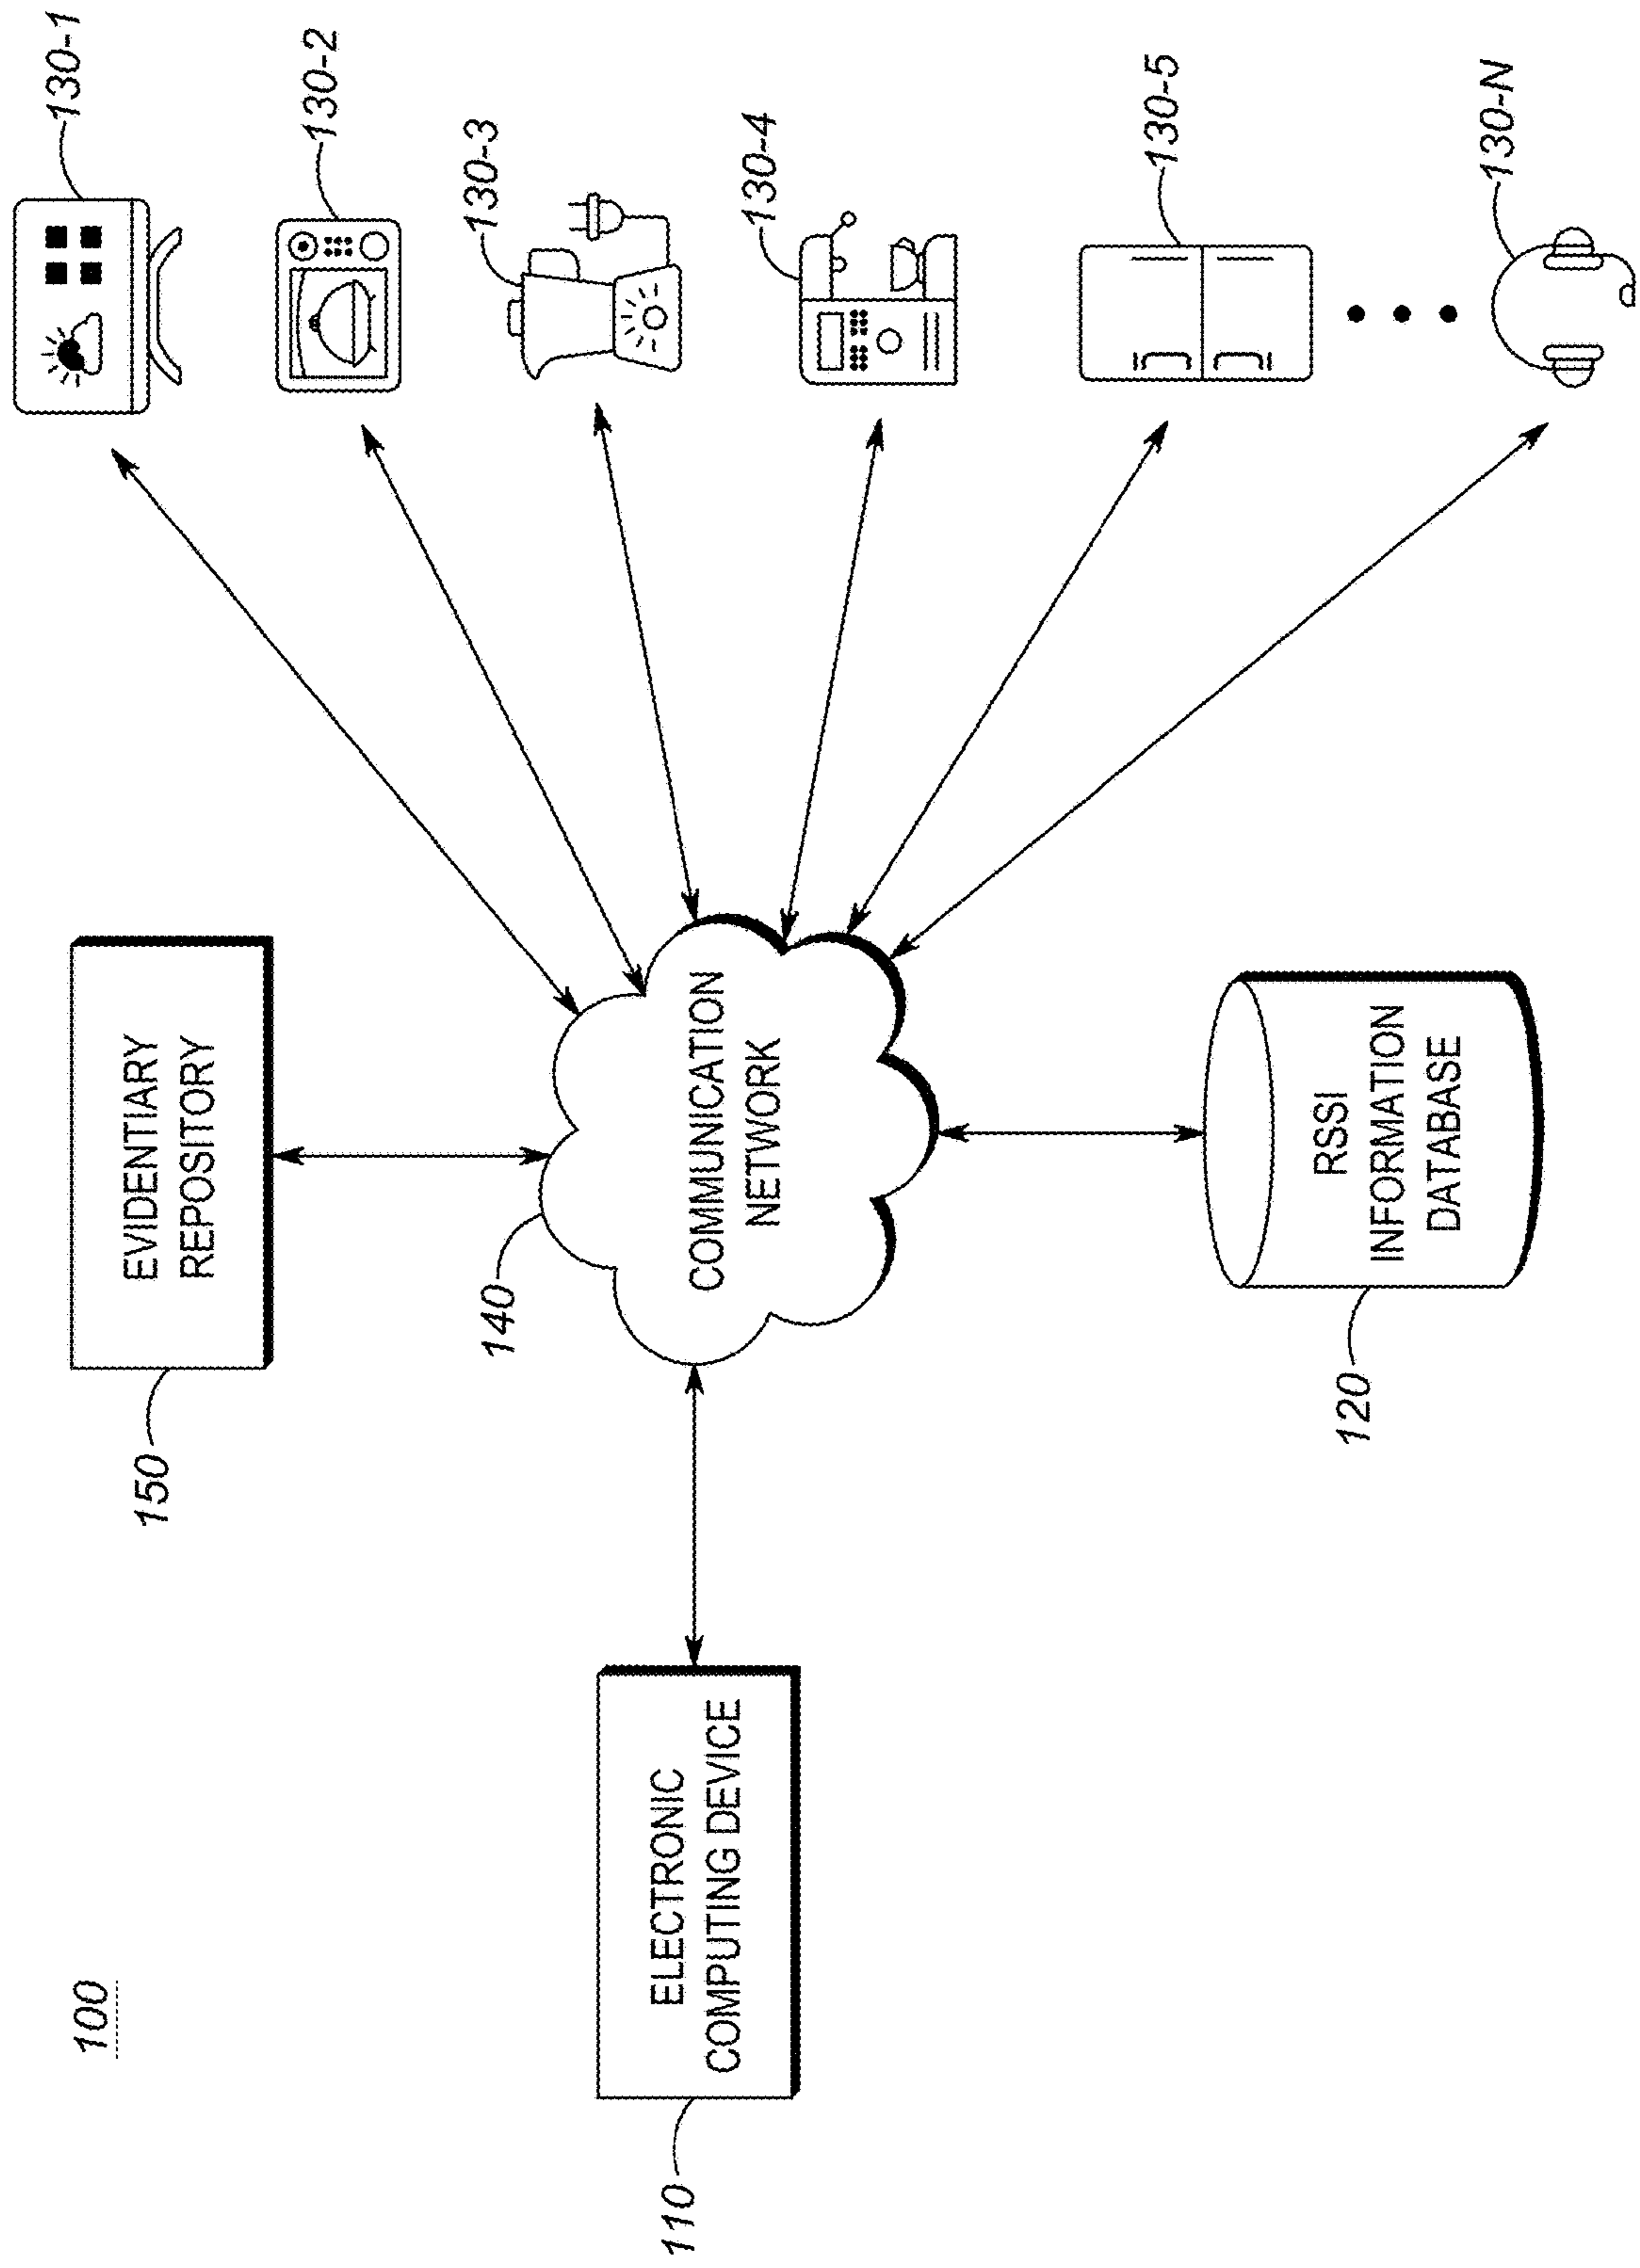 100
110
ELECTRONIC
COMPUTING DEVICE
150
EVIDENTIARY
REPOSITORY
140
COMMUNICATION
NETWORK
120
RSSI
INFORMATION
DATABASE
130-1
130-2
130-3
130-4
130-5
130-N